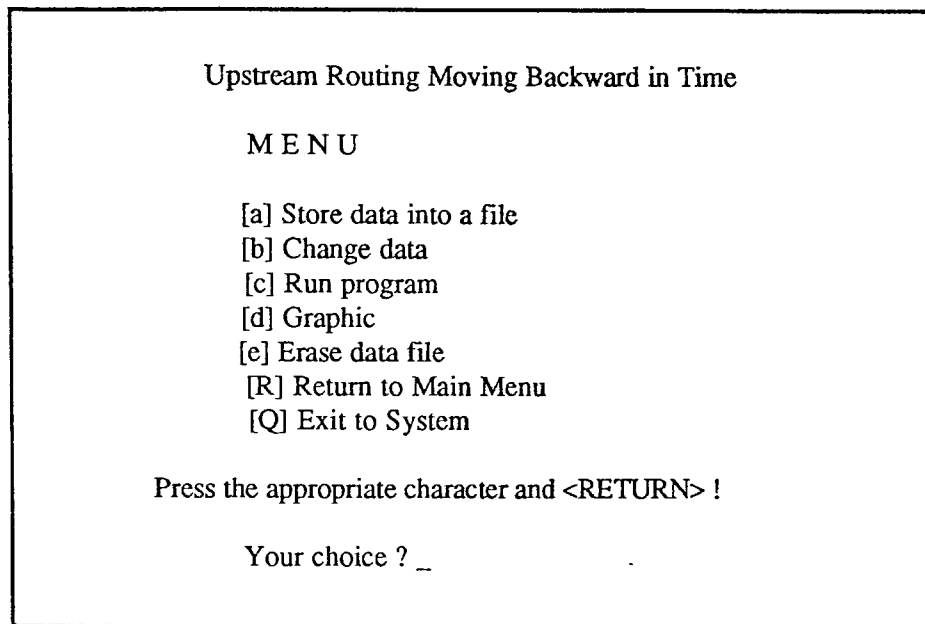 Upstream Routing Moving Backward in Time
M E N U
[a] Store data into a file
[b] Change data
[c] Run program
[d] Graphic
[e] Erase data file
[R] Return to Main Menu
[Q] Exit to System
Press the appropriate character and <RETURN> !
Your choice ? _